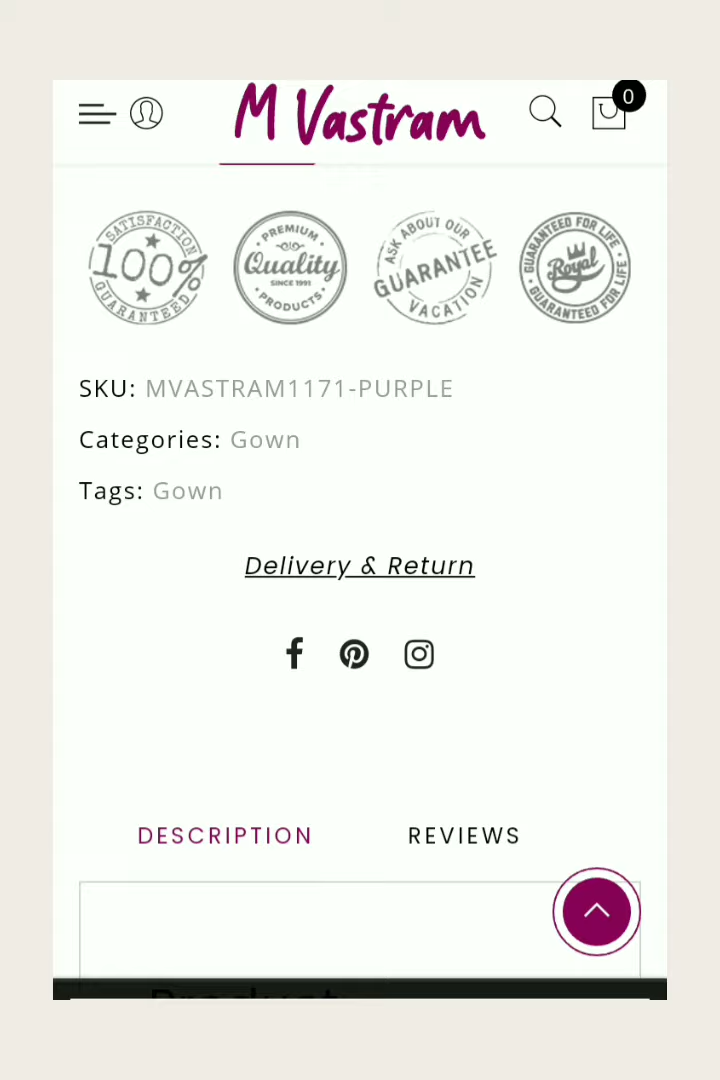 M Vastram
0
SATISFACTION
100%
GUARANTEED
PREMIUM
Quality
SINCE 1991
PRODUCTS
ASK ABOUT OUR
GUARANTEE
VACATION
GUARANTEED FOR LIFE
Royal
GUARANTEED FOR LIFE
SKU: MVASTRAM1171-PURPLE
Categories: Gown
Tags: Gown
Delivery & Return
DESCRIPTION REVIEWS
Product